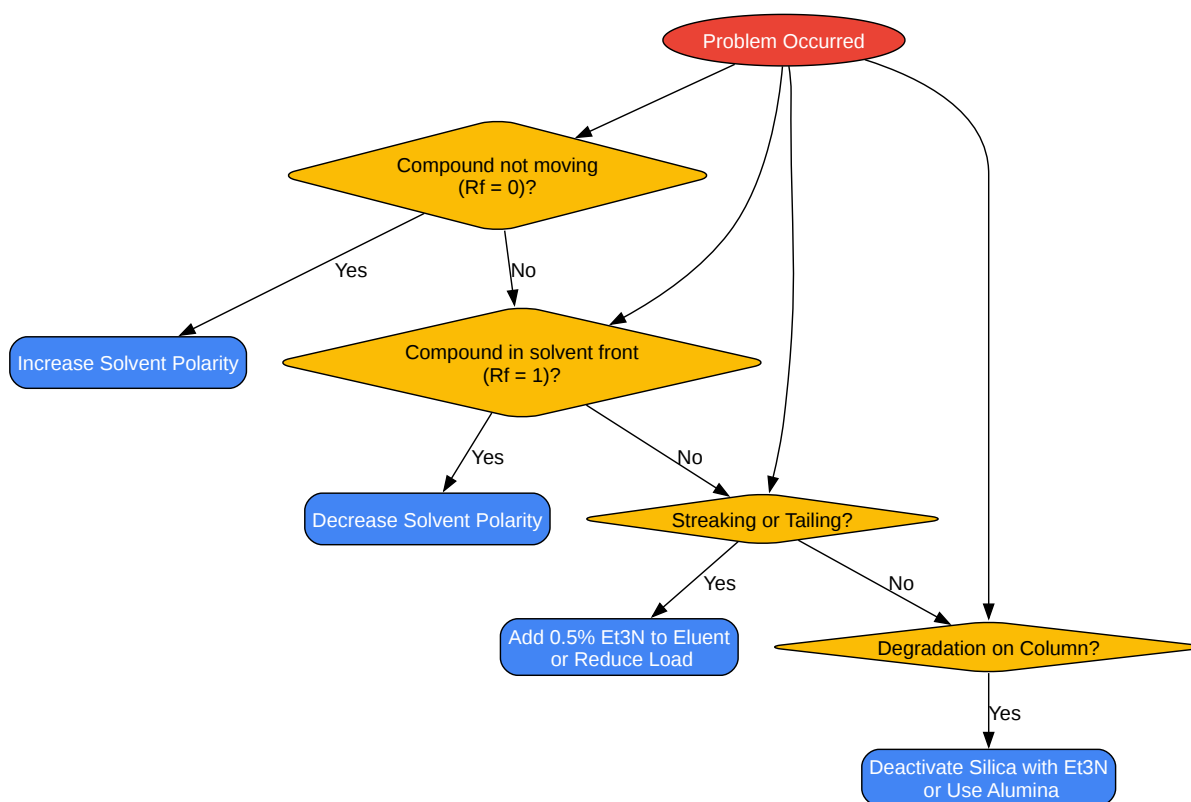 Problem Occurred
Compound not moving
(Rf = 0)?
Yes
No
Increase Solvent Polarity
Compound in solvent front
(Rf = 1)?
Yes
No
Decrease Solvent Polarity
Streaking or Tailing?
Yes
No
Add 0.5% Et3N to Eluent
or Reduce Load
Degradation on Column?
Yes
Deactivate Silica with Et3N
or Use Alumina